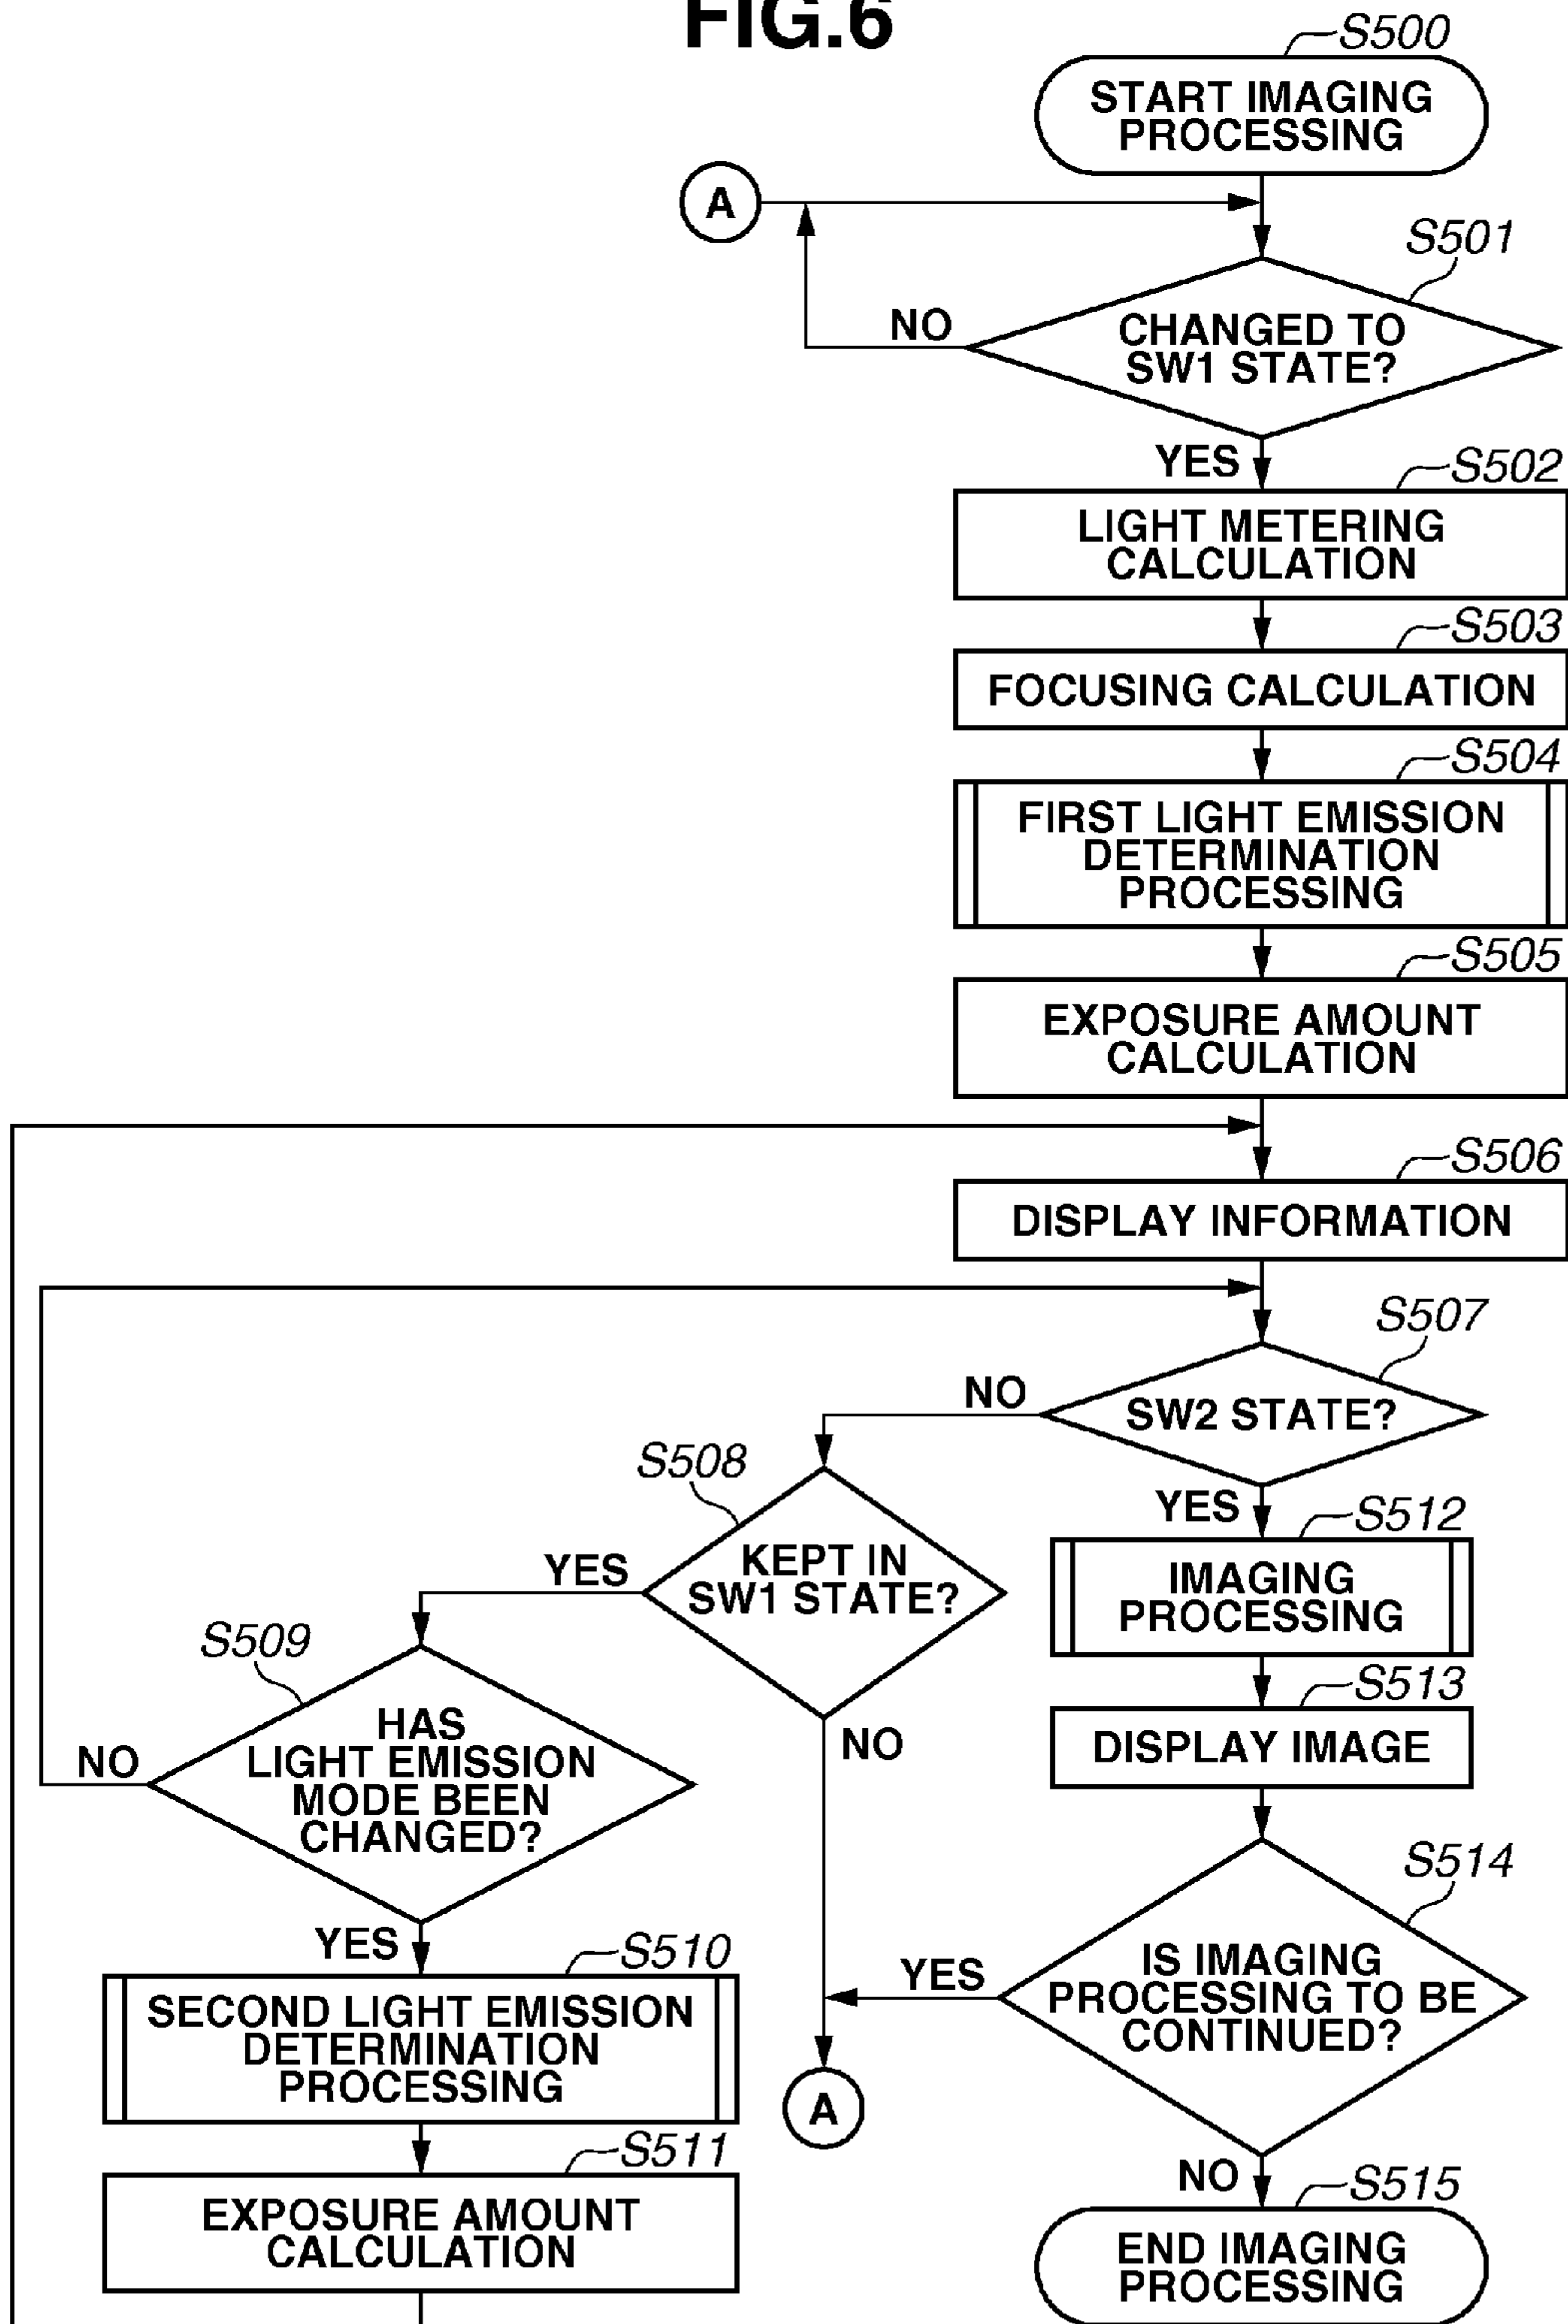 FIG.6
S500
START IMAGING
PROCESSING
A
S501
CHANGED TO
SW1 STATE?
NO
YES
S502
LIGHT METERING
CALCULATION
S503
FOCUSING CALCULATION
S504
FIRST LIGHT EMISSION
DETERMINATION
PROCESSING
S505
EXPOSURE AMOUNT
CALCULATION
S506
DISPLAY INFORMATION
S507
SW2 STATE?
NO
YES
S508
KEPT IN
SW1 STATE?
YES
NO
S509
HAS
LIGHT EMISSION
MODE BEEN
CHANGED?
NO
YES
S510
SECOND LIGHT EMISSION
DETERMINATION
PROCESSING
S511
EXPOSURE AMOUNT
CALCULATION
S512
IMAGING
PROCESSING
S513
DISPLAY IMAGE
S514
IS IMAGING
PROCESSING TO BE
CONTINUED?
YES
A
NO
S515
END IMAGING
PROCESSING